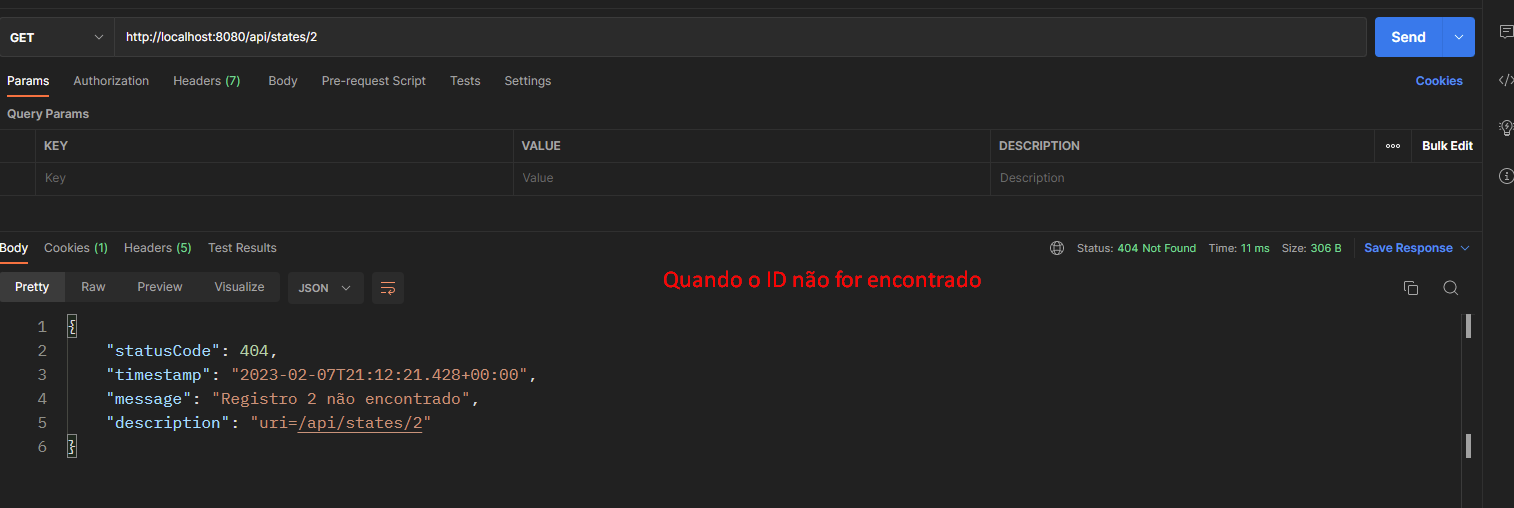 GET http://localhost:8080/api/states/2 Send
Params Authorization Headers (7) Body Pre-request Script Tests Settings Cookies
Query Params
KEY VALUE DESCRIPTION Bulk Edit
Key Value Description
Body Cookies (1) Headers (5) Test Results Status: 404 Not Found Time: 11 ms Size: 306 B Save Response
Quando o ID não for encontrado
Pretty Raw Preview Visualize JSON
1 {
2 "statusCode": 404,
3 "timestamp": "2023-02-07T21:12:21.428+00:00",
4 "message": "Registro 2 não encontrado",
5 "description": "uri=/api/states/2"
6 }